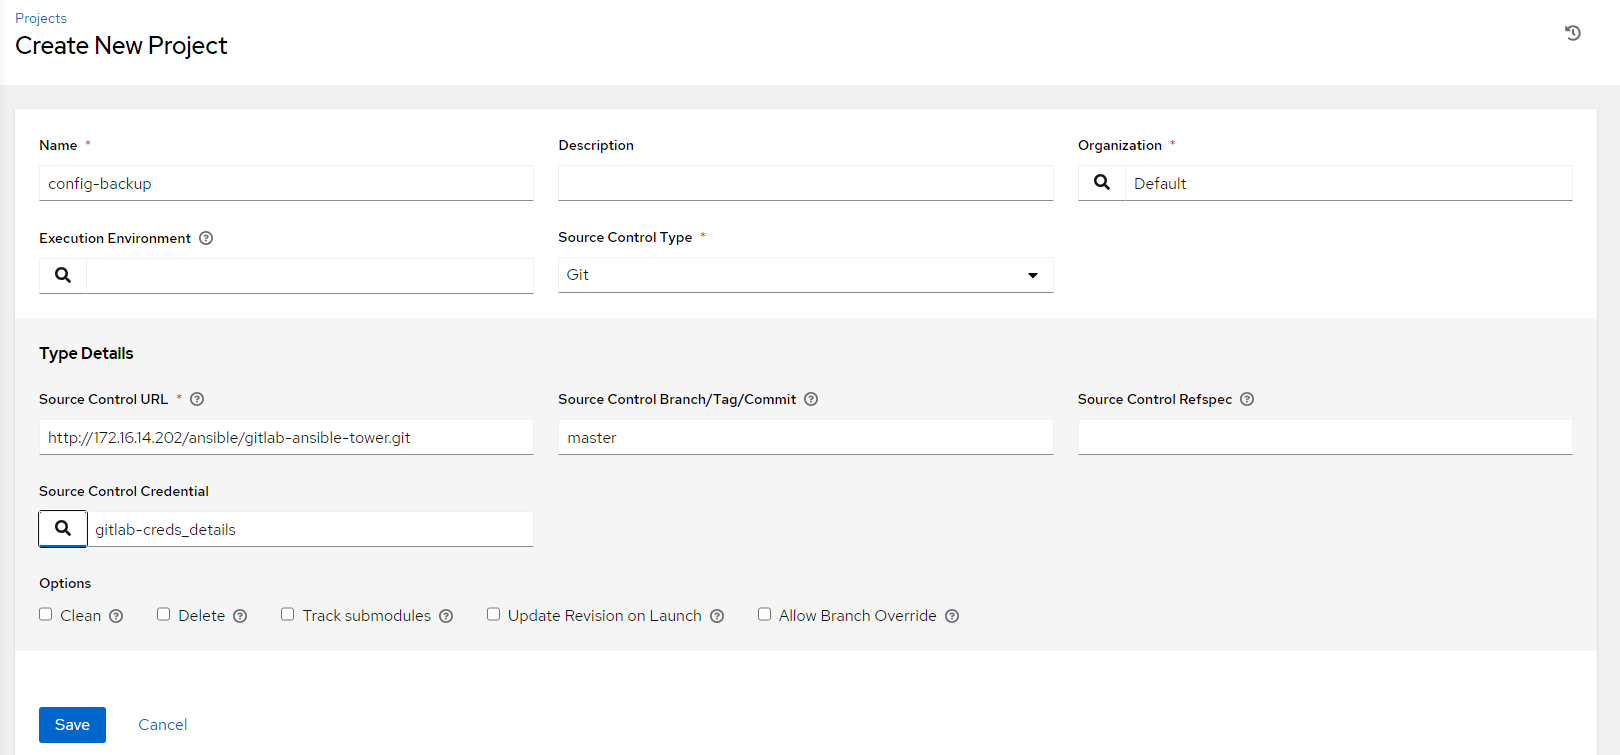 Projects
Create New Project
Name *
Description
Organization *
config-backup
Default
Execution Environment
Source Control Type *
Git
Type Details
Source Control URL *
Source Control Branch/Tag/Commit
Source Control Refspec
http://172.16.14.202/ansible/gitlab-ansible-tower.git
master
Source Control Credential
gitlab-creds_details
Options
Clean Delete Track submodules Update Revision on Launch Allow Branch Override
Save Cancel